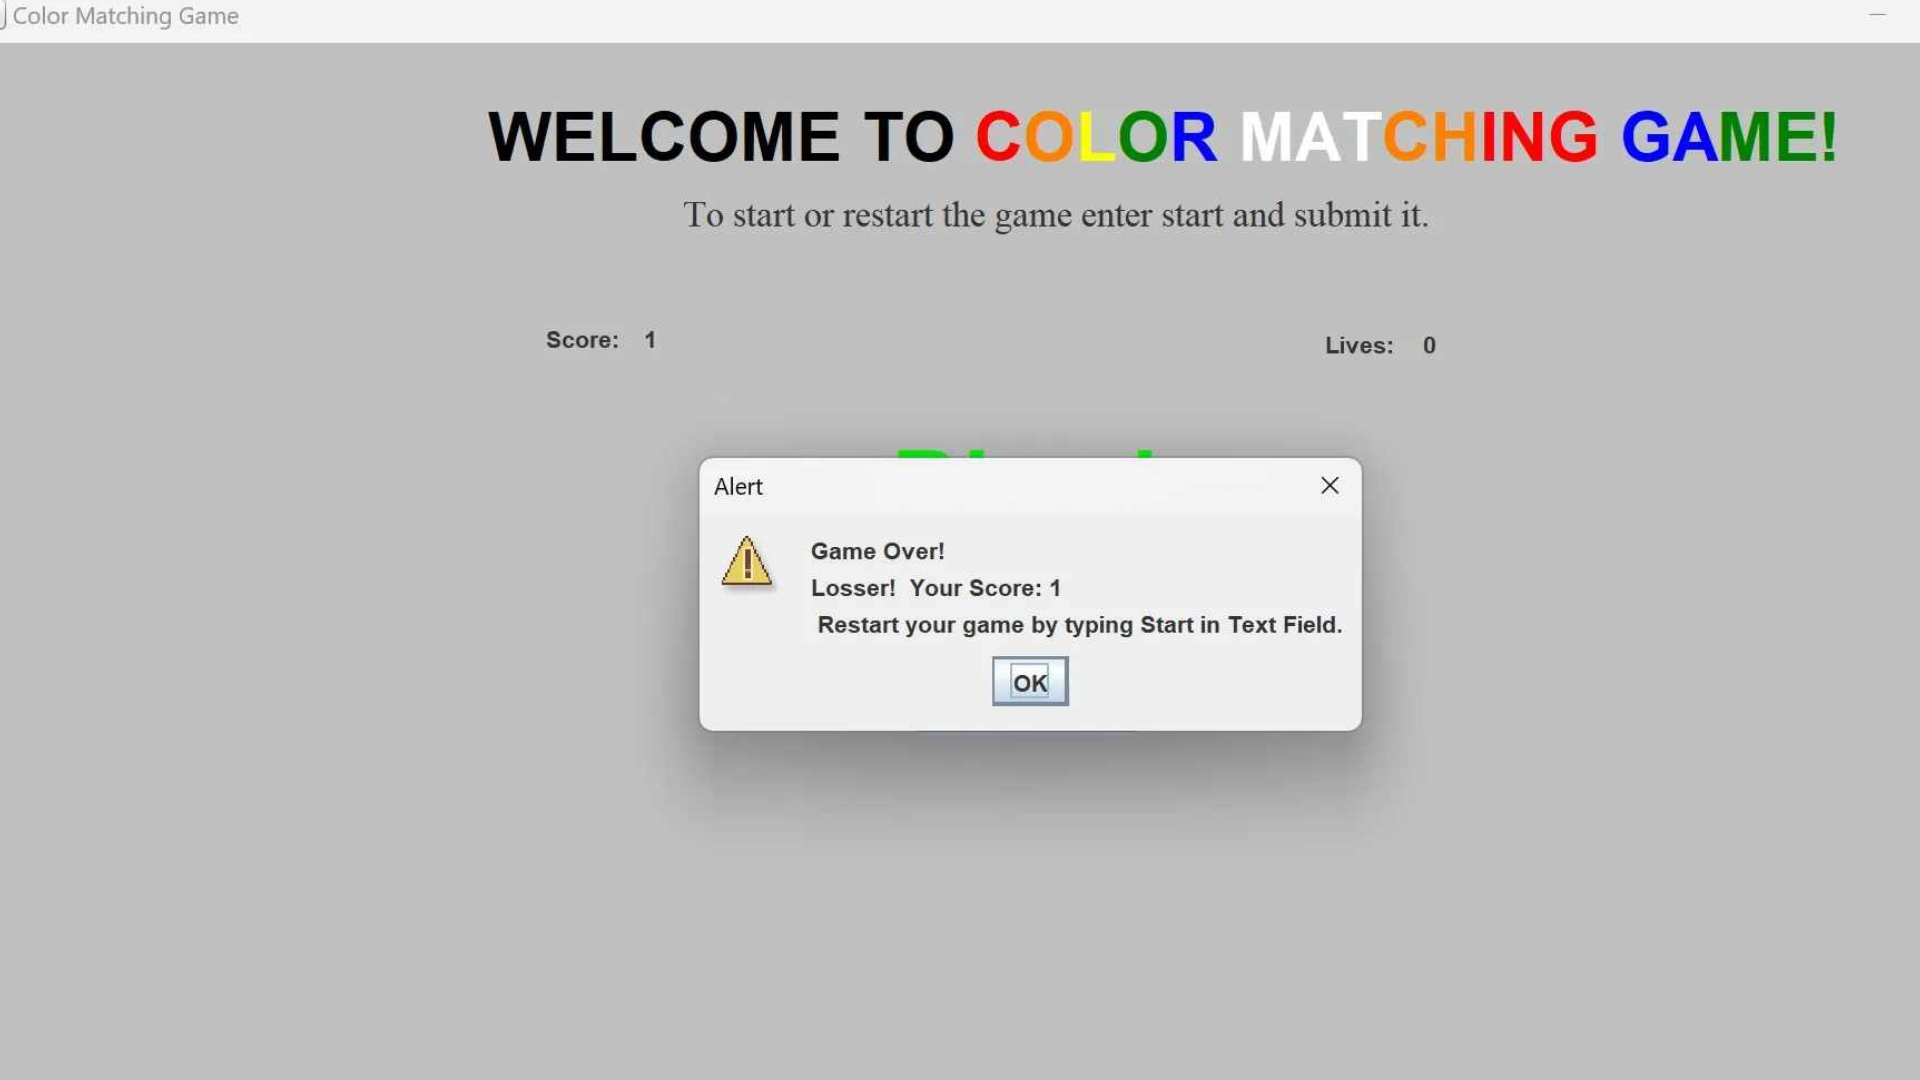 Color Matching Game
WELCOME TO COLOR MATCHING GAME!
To start or restart the game enter start and submit it.
Score: 1
Lives: 0
Alert
Game Over!
Losser! Your Score: 1
Restart your game by typing Start in Text Field.
OK